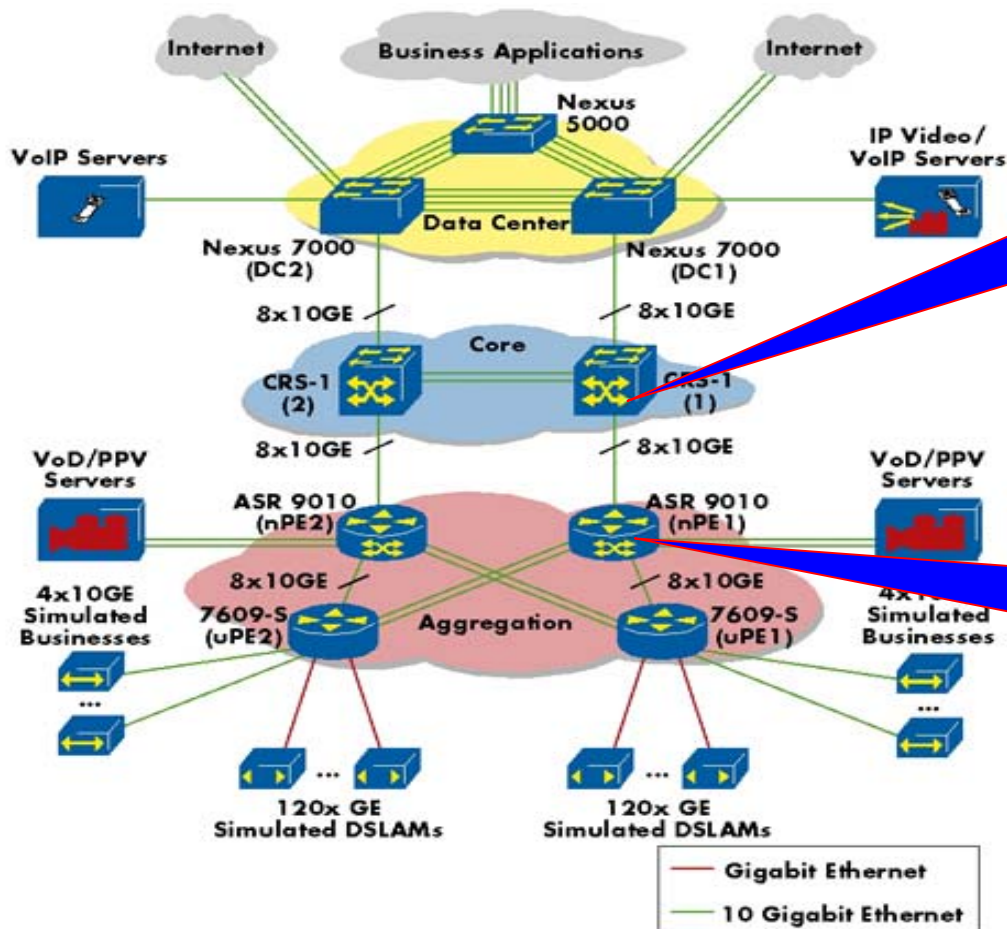 Internet
Business Applications
Internet
Nexus
5000
VoIP Servers
IP Video/
VoIP Servers
Data Center
Nexus 7000
(DC2)
Nexus 7000
(DC1)
8x10GE
8x10GE
Core
CRS-1
(2)
CRS-1
(1)
8x10GE
8x10GE
VoD/PPV
Servers
ASR 9010
(nPE2)
ASR 9010
(nPE1)
VoD/PPV
Servers
8x10GE
8x10GE
4x10GE
Simulated
Businesses
7609-S
(uPE2)
Aggregation
7609-S
(uPE1)
Simulated
Businesses
...
...
...
...
120x GE
Simulated DSLAMs
120x GE
Simulated DSLAMs
Gigabit Ethernet
10 Gigabit Ethernet